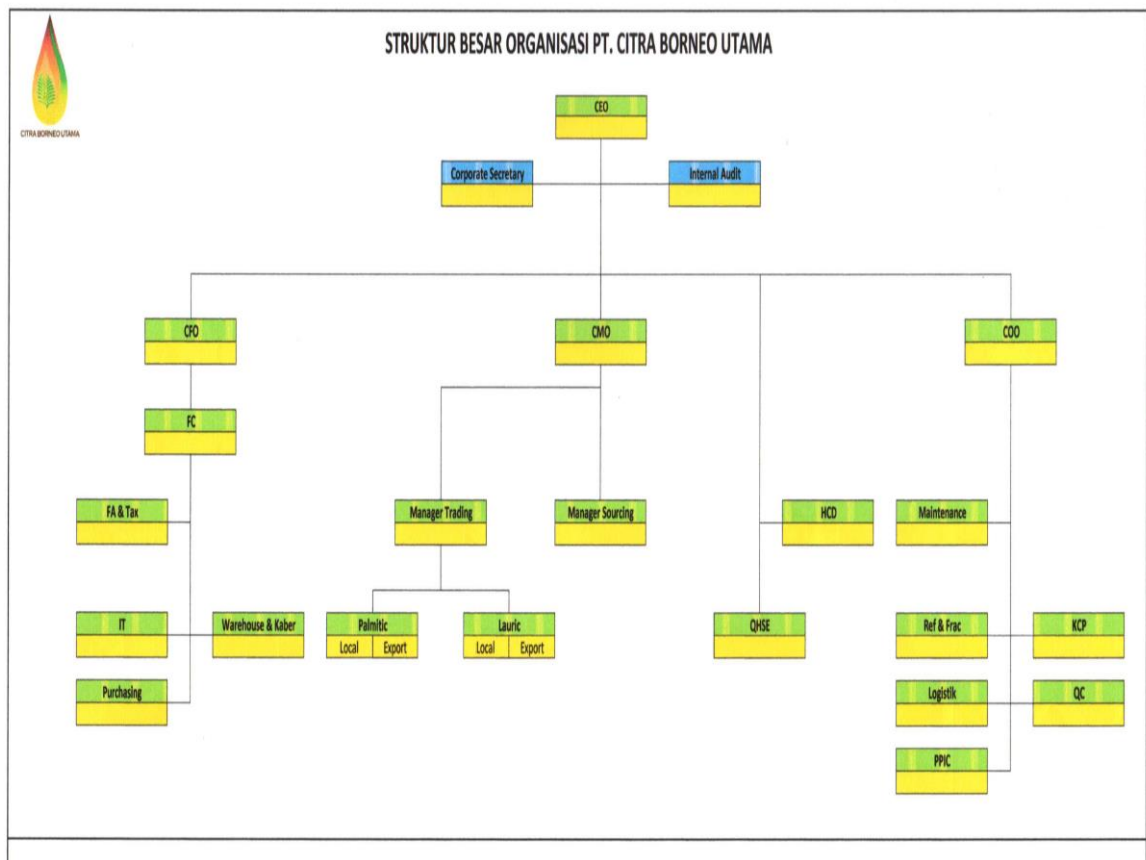 STRUKTUR BESAR ORGANISASI PT. CITRA BORNEO UTAMA
CITRA BORNEO UTAMA
CEO
Corporate Secretary
Internal Audit
CFO
CMO
COO
FC
FA & Tax
Manager Trading
Manager Sourcing
HCD
Maintenance
IT
Warehouse & Kaber
Palmitic
Local
Export
Lauric
Local
Export
QHSE
Ref & Frac
KCP
Purchasing
Logistik
QC
PPIC